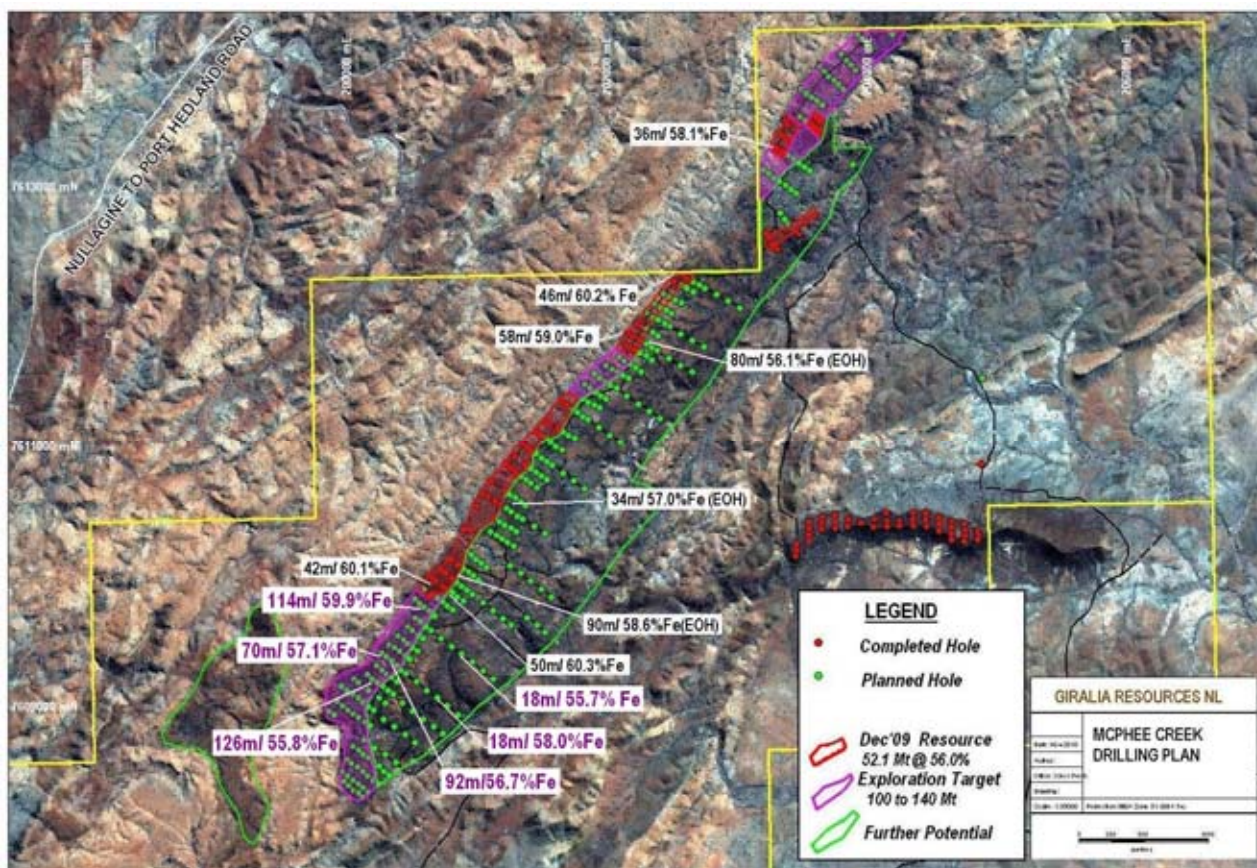 NULLAGINE TO PORT HEDLAND ROAD
7613000 mN
7611000 mN
36m/ 58.1%Fe
46m/ 60.2% Fe
58m/ 59.0%Fe
80m/ 56.1%Fe (EOH)
34m/ 57.0%Fe (EOH)
42m/ 60.1%Fe
114m/ 59.9%Fe
90m/ 58.6%Fe(EOH)
70m/ 57.1%Fe
50m/ 60.3%Fe
18m/ 55.7% Fe
126m/ 55.8%Fe
18m/ 58.0%Fe
92m/56.7%Fe
LEGEND
Completed Hole
Planned Hole
Dec'09 Resource
52.1 Mt @ 56.0%
Exploration Target
100 to 140 Mt
Further Potential
GIRALIA RESOURCES NL
MCPHEE CREEK
DRILLING PLAN